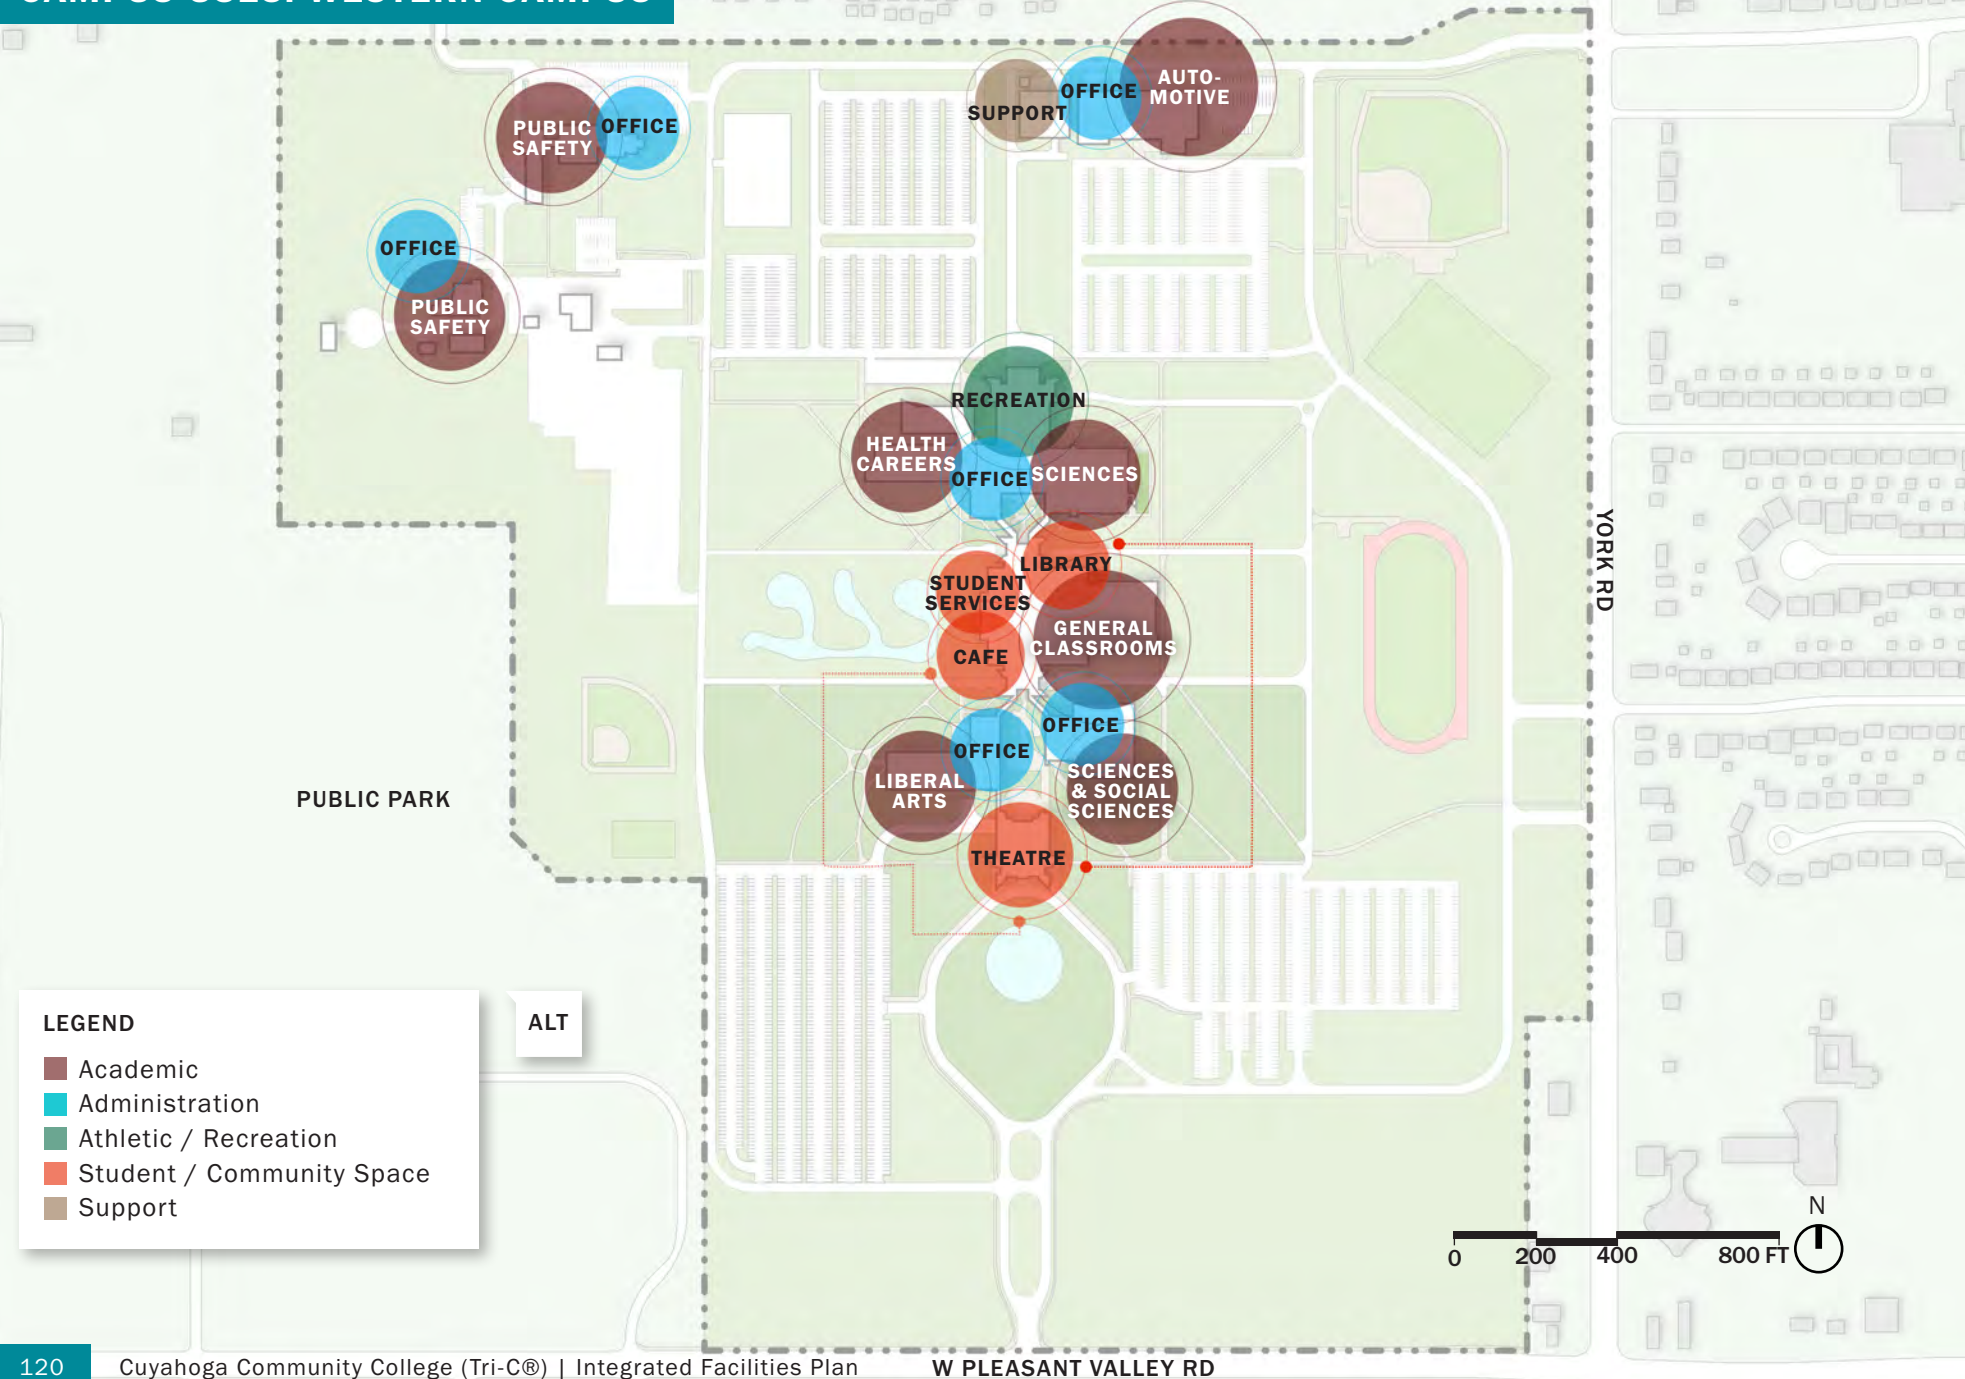 AUTO-
MOTIVE
OFFICE
SUPPORT
PUBLIC
SAFETY
OFFICE
OFFICE
PUBLIC
SAFETY
RECREATION
HEALTH
CAREERS
OFFICE
SCIENCES
LIBRARY
STUDENT
SERVICES
GENERAL
CLASSROOMS
CAFE
OFFICE
OFFICE
LIBERAL
ARTS
SCIENCES
& SOCIAL
SCIENCES
THEATRE
YORK RD
PUBLIC PARK
LEGEND
Academic
Administration
Athletic / Recreation
Student / Community Space
Support
ALT
N
0 200 400 800 FT
120 Cuyahoga Community College (Tri-C®) | Integrated Facilities Plan
W PLEASANT VALLEY RD